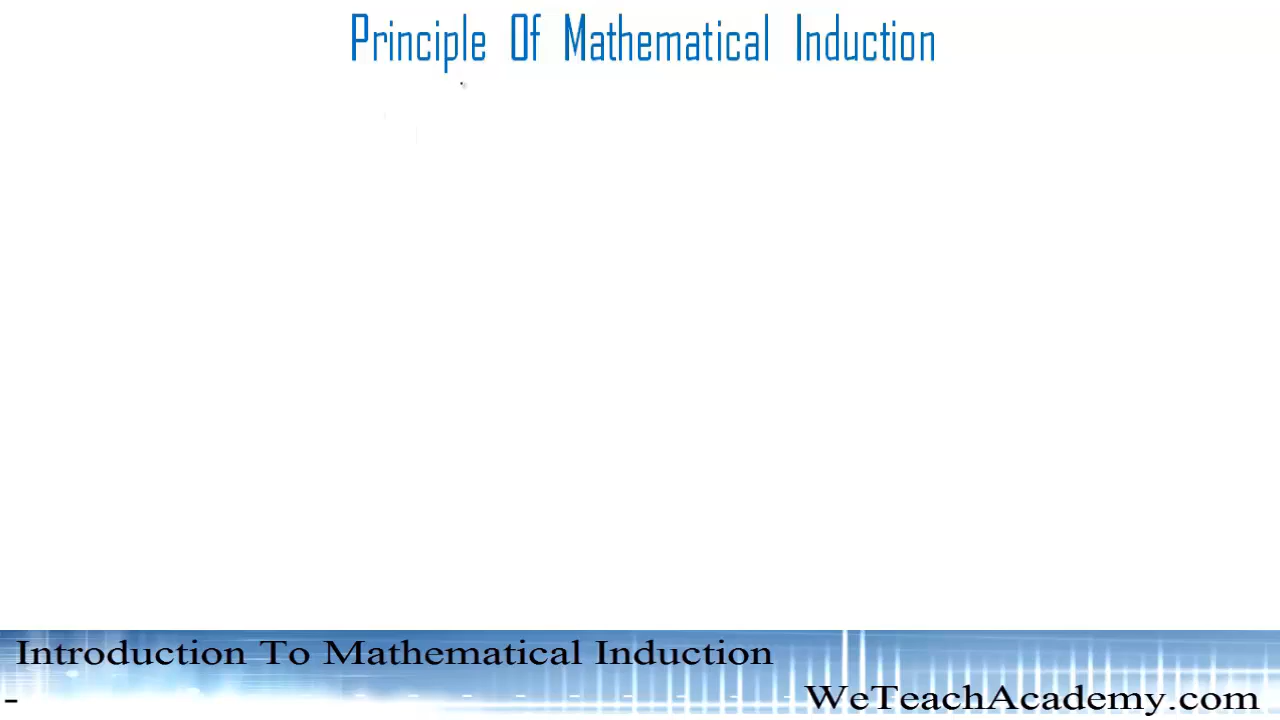 Principle Of Mathematical Induction
Introduction To Mathematical Induction
-
WeTeachAcademy.com